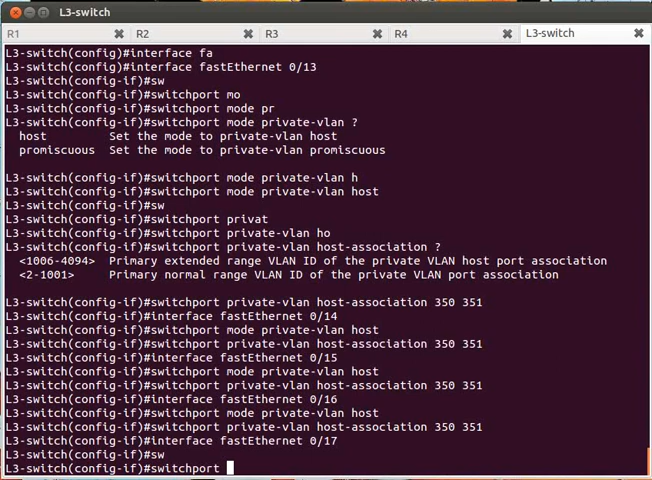 L3-switch
R1
R2
R3
R4
L3-switch
L3-switch(config)#interface fa
L3-switch(config)#interface fastEthernet 0/13
L3-switch(config-if)#sw
L3-switch(config-if)#switchport mo
L3-switch(config-if)#switchport mode pr
L3-switch(config-if)#switchport mode private-vlan ?
host Set the mode to private-vlan host
promiscuous Set the mode to private-vlan promiscuous
L3-switch(config-if)#switchport mode private-vlan h
L3-switch(config-if)#switchport mode private-vlan host
L3-switch(config-if)#sw
L3-switch(config-if)#switchport privat
L3-switch(config-if)#switchport private-vlan ho
L3-switch(config-if)#switchport private-vlan host-association ?
<1006-4094> Primary extended range VLAN ID of the private VLAN host port association
<2-1001> Primary normal range VLAN ID of the private VLAN port association
L3-switch(config-if)#switchport private-vlan host-association 350 351
L3-switch(config-if)#interface fastEthernet 0/14
L3-switch(config-if)#switchport mode private-vlan host
L3-switch(config-if)#switchport private-vlan host-association 350 351
L3-switch(config-if)#interface fastEthernet 0/15
L3-switch(config-if)#switchport mode private-vlan host
L3-switch(config-if)#switchport private-vlan host-association 350 351
L3-switch(config-if)#interface fastEthernet 0/16
L3-switch(config-if)#switchport mode private-vlan host
L3-switch(config-if)#switchport private-vlan host-association 350 351
L3-switch(config-if)#interface fastEthernet 0/17
L3-switch(config-if)#sw
L3-switch(config-if)#switchport